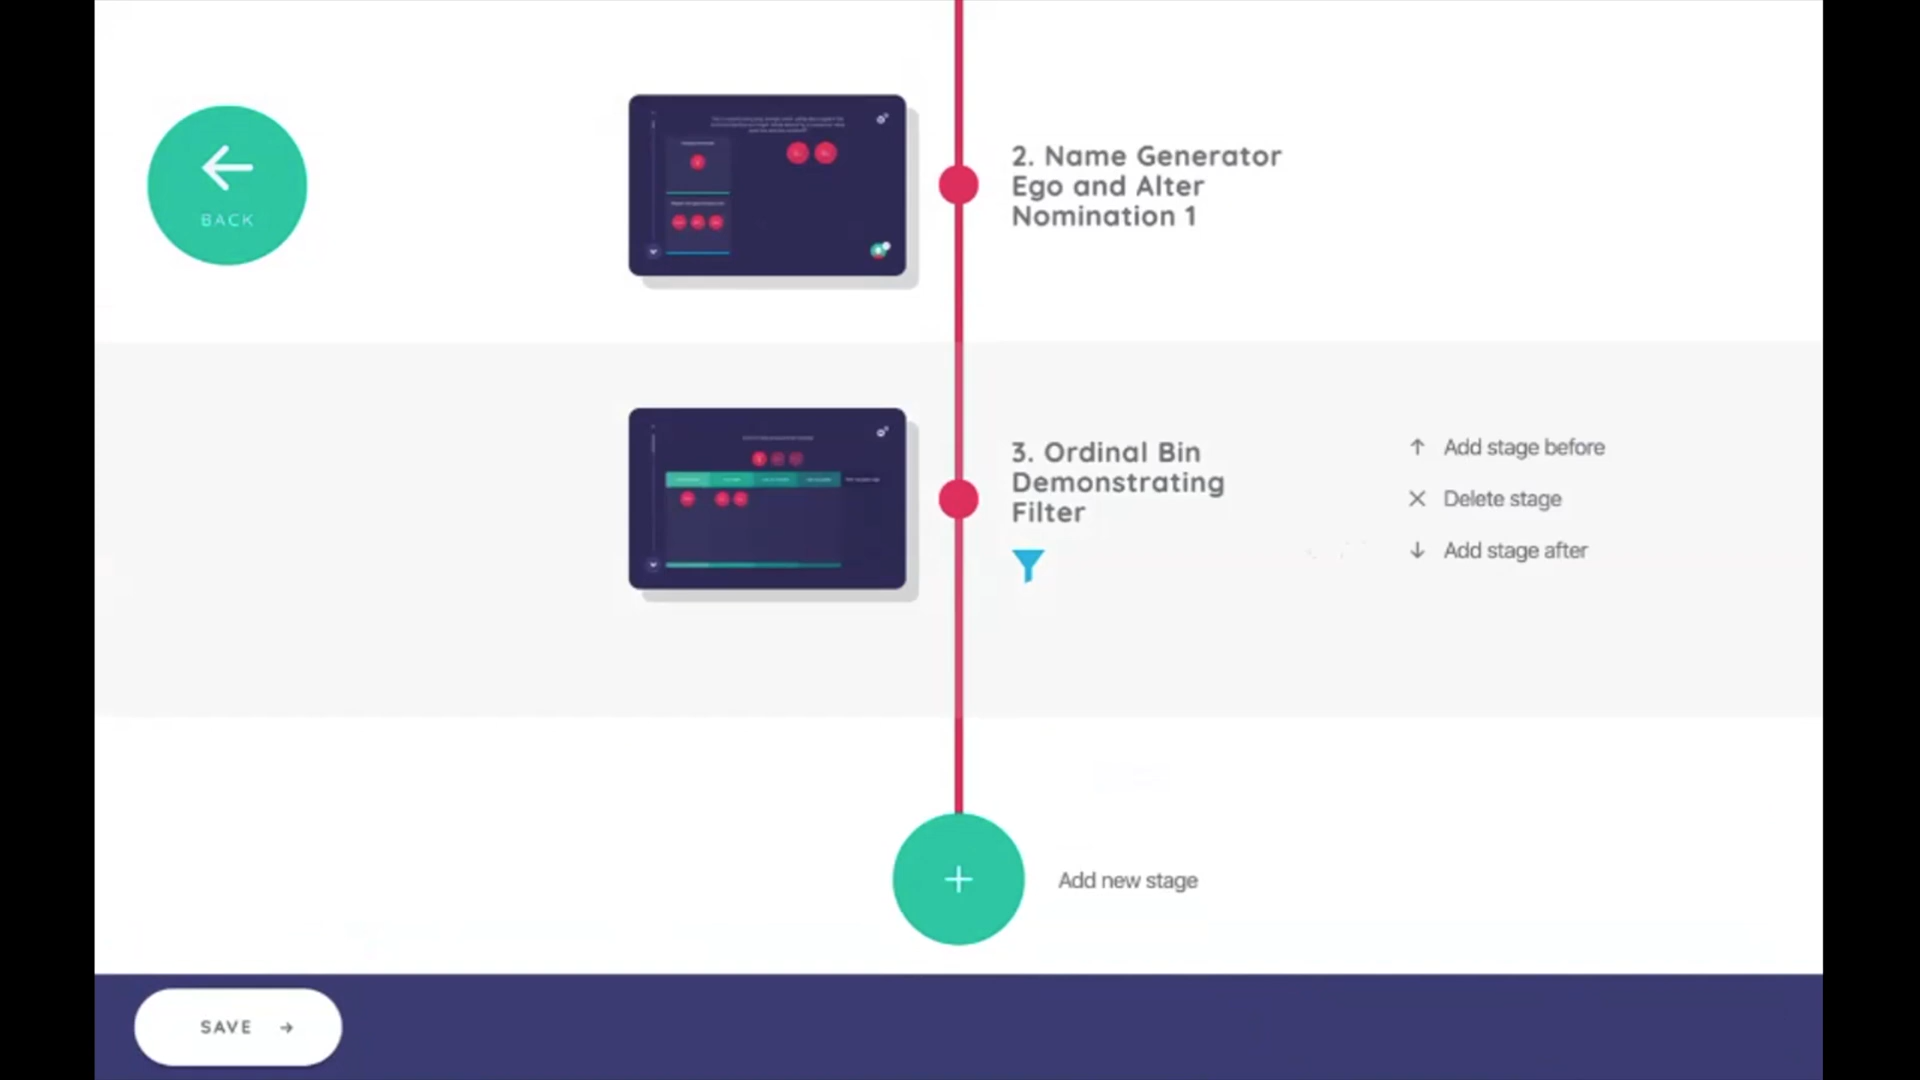 BACK
2. Name Generator
Ego and Alter
Nomination 1
3. Ordinal Bin
Demonstrating
Filter
Add stage before
Delete stage
Add stage after
Add new stage
SAVE